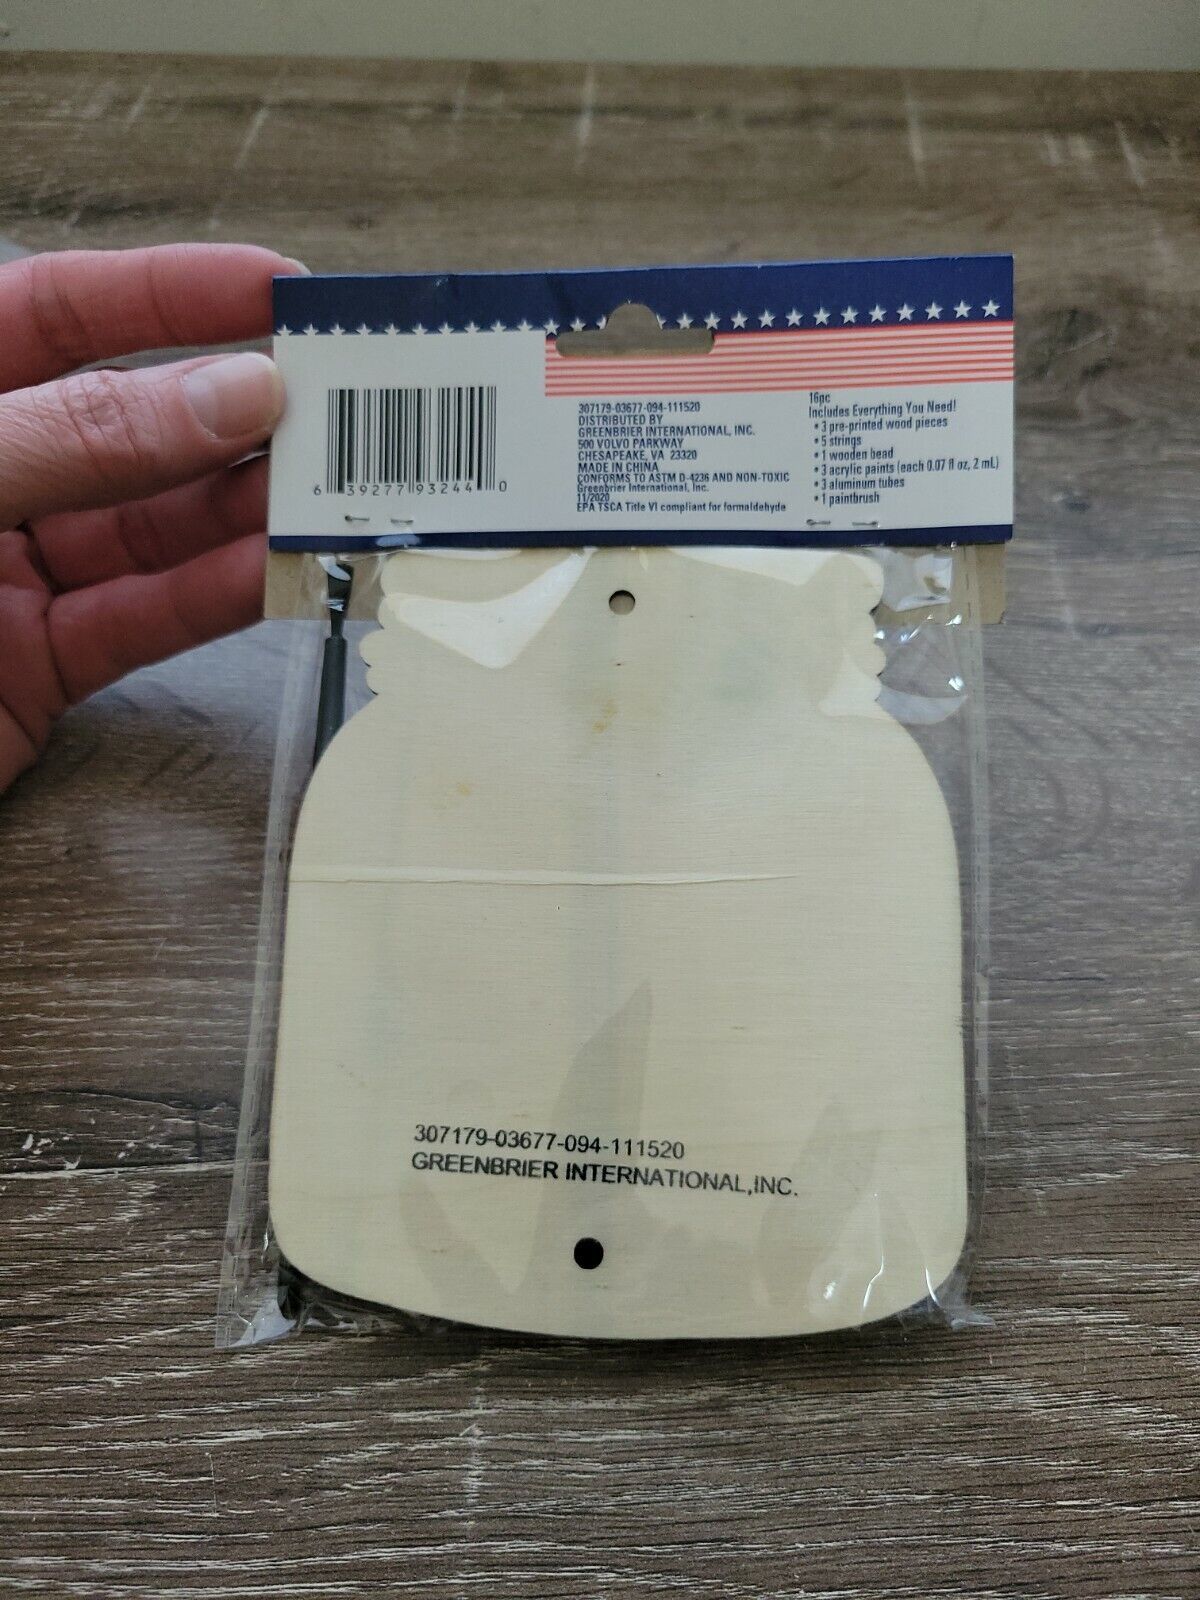 6 39277 93244 0
307179-03677-094-111520
DISTRIBUTED BY
GREENBRIER INTERNATIONAL, INC.
500 VOLVO PARKWAY
CHESAPEAKE, VA 23320
MADE IN CHINA
CONFORMS TO ASTM D-4236 AND NON-TOXIC
Greenbrier International, Inc.
11/2020
EPA TSCA Title VI compliant for formaldehyde
16pc
Includes Everything You Need!
• 3 pre-printed wood pieces
• 5 strings
• 1 wooden bead
• 3 acrylic paints (each 0.07 fl oz, 2 mL)
• 3 aluminum tubes
• 1 paintbrush
307179-03677-094-111520
GREENBRIER INTERNATIONAL,INC.